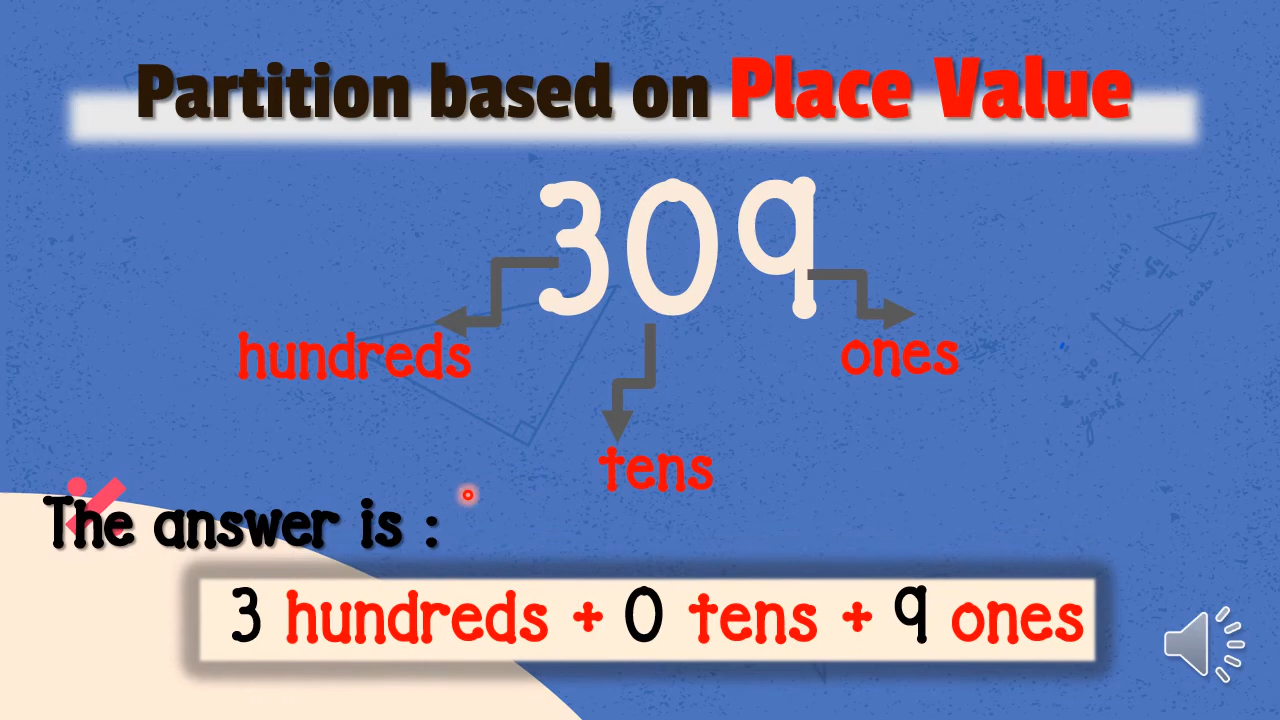 Partition based on Place Value
309
hundreds
ones
tens
The answer is :
3 hundreds + 0 tens + 9 ones